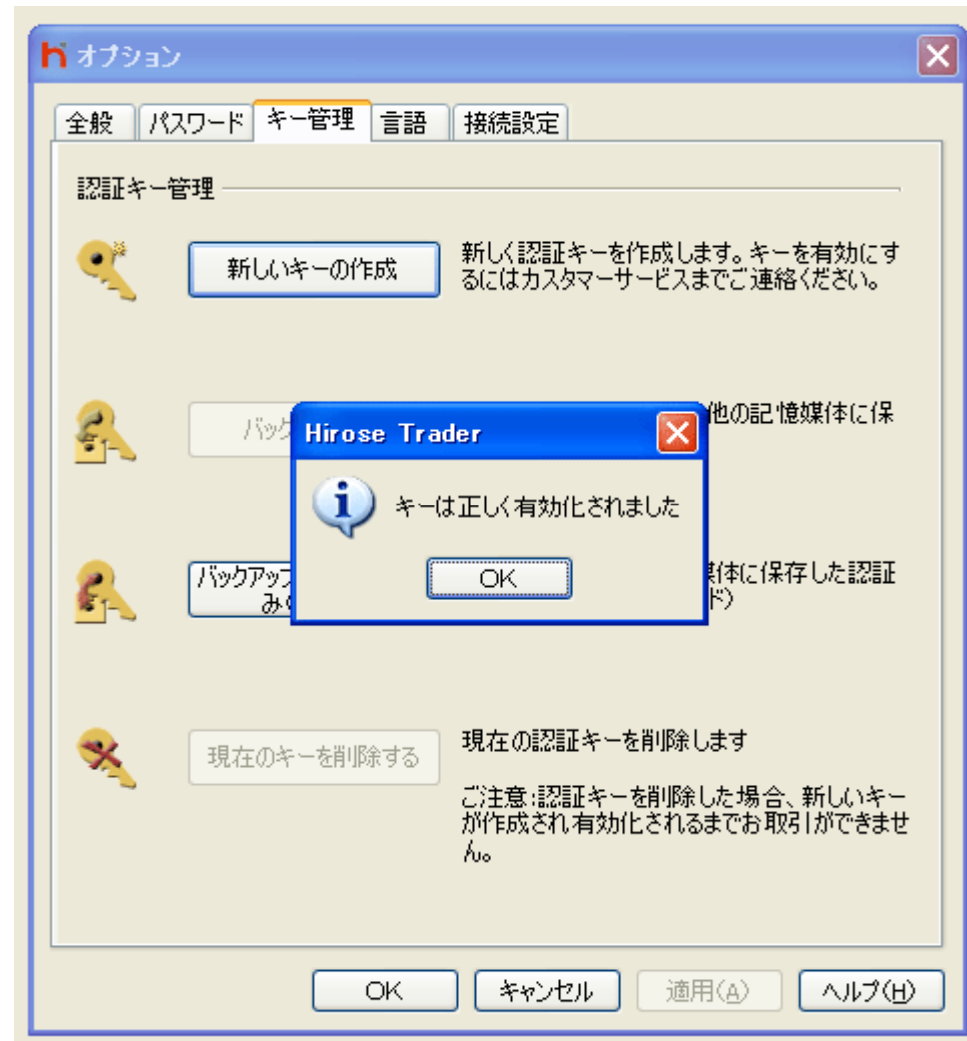 オプション
全般 パスワード キー管理 言語 接続設定
認証キー管理
新しいキーの作成
新しく認証キーを作成します。キーを有効にす
るにはカスタマーサービスまでご連絡ください。
バック
他の記憶媒体に保
Hirose Trader
キーは正しく有効化されました
OK
バックアップ
み
体に保存した認証
ド)
現在のキーを削除する
現在の認証キーを削除します
ご注意:認証キーを削除した場合、新しいキー
が作成され有効化されるまでお取引ができませ
ん。
OK キャンセル 適用(A) ヘルプ(H)